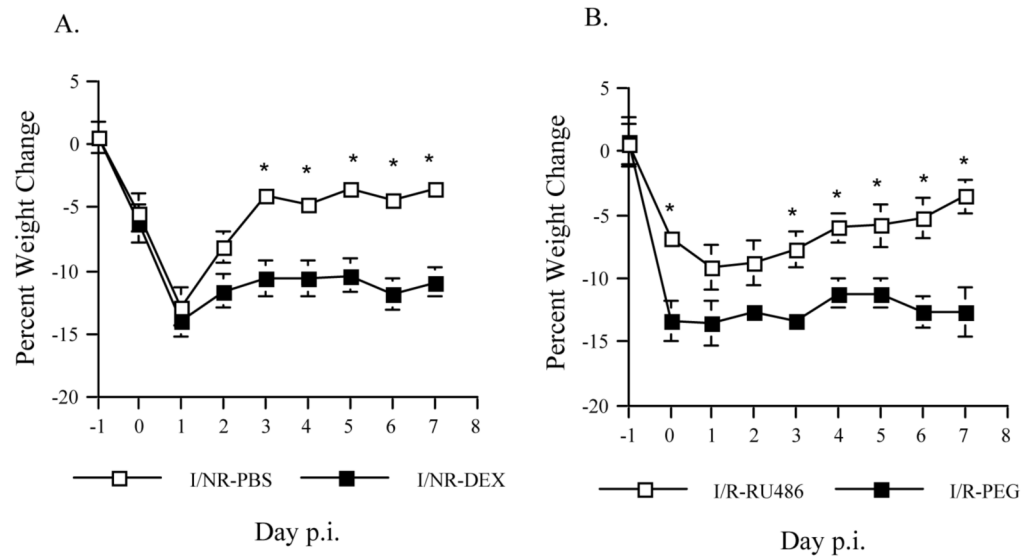 A.
5
0
-5
-10
-15
-20
Percent Weight Change
* * * * *
-1 0 1 2 3 4 5 6 7 8
I/NR-PBS I/NR-DEX
Day p.i.
B.
5
0
-5
-10
-15
-20
Percent Weight Change
* * * * * *
-1 0 1 2 3 4 5 6 7 8
I/R-RU486 I/R-PEG
Day p.i.